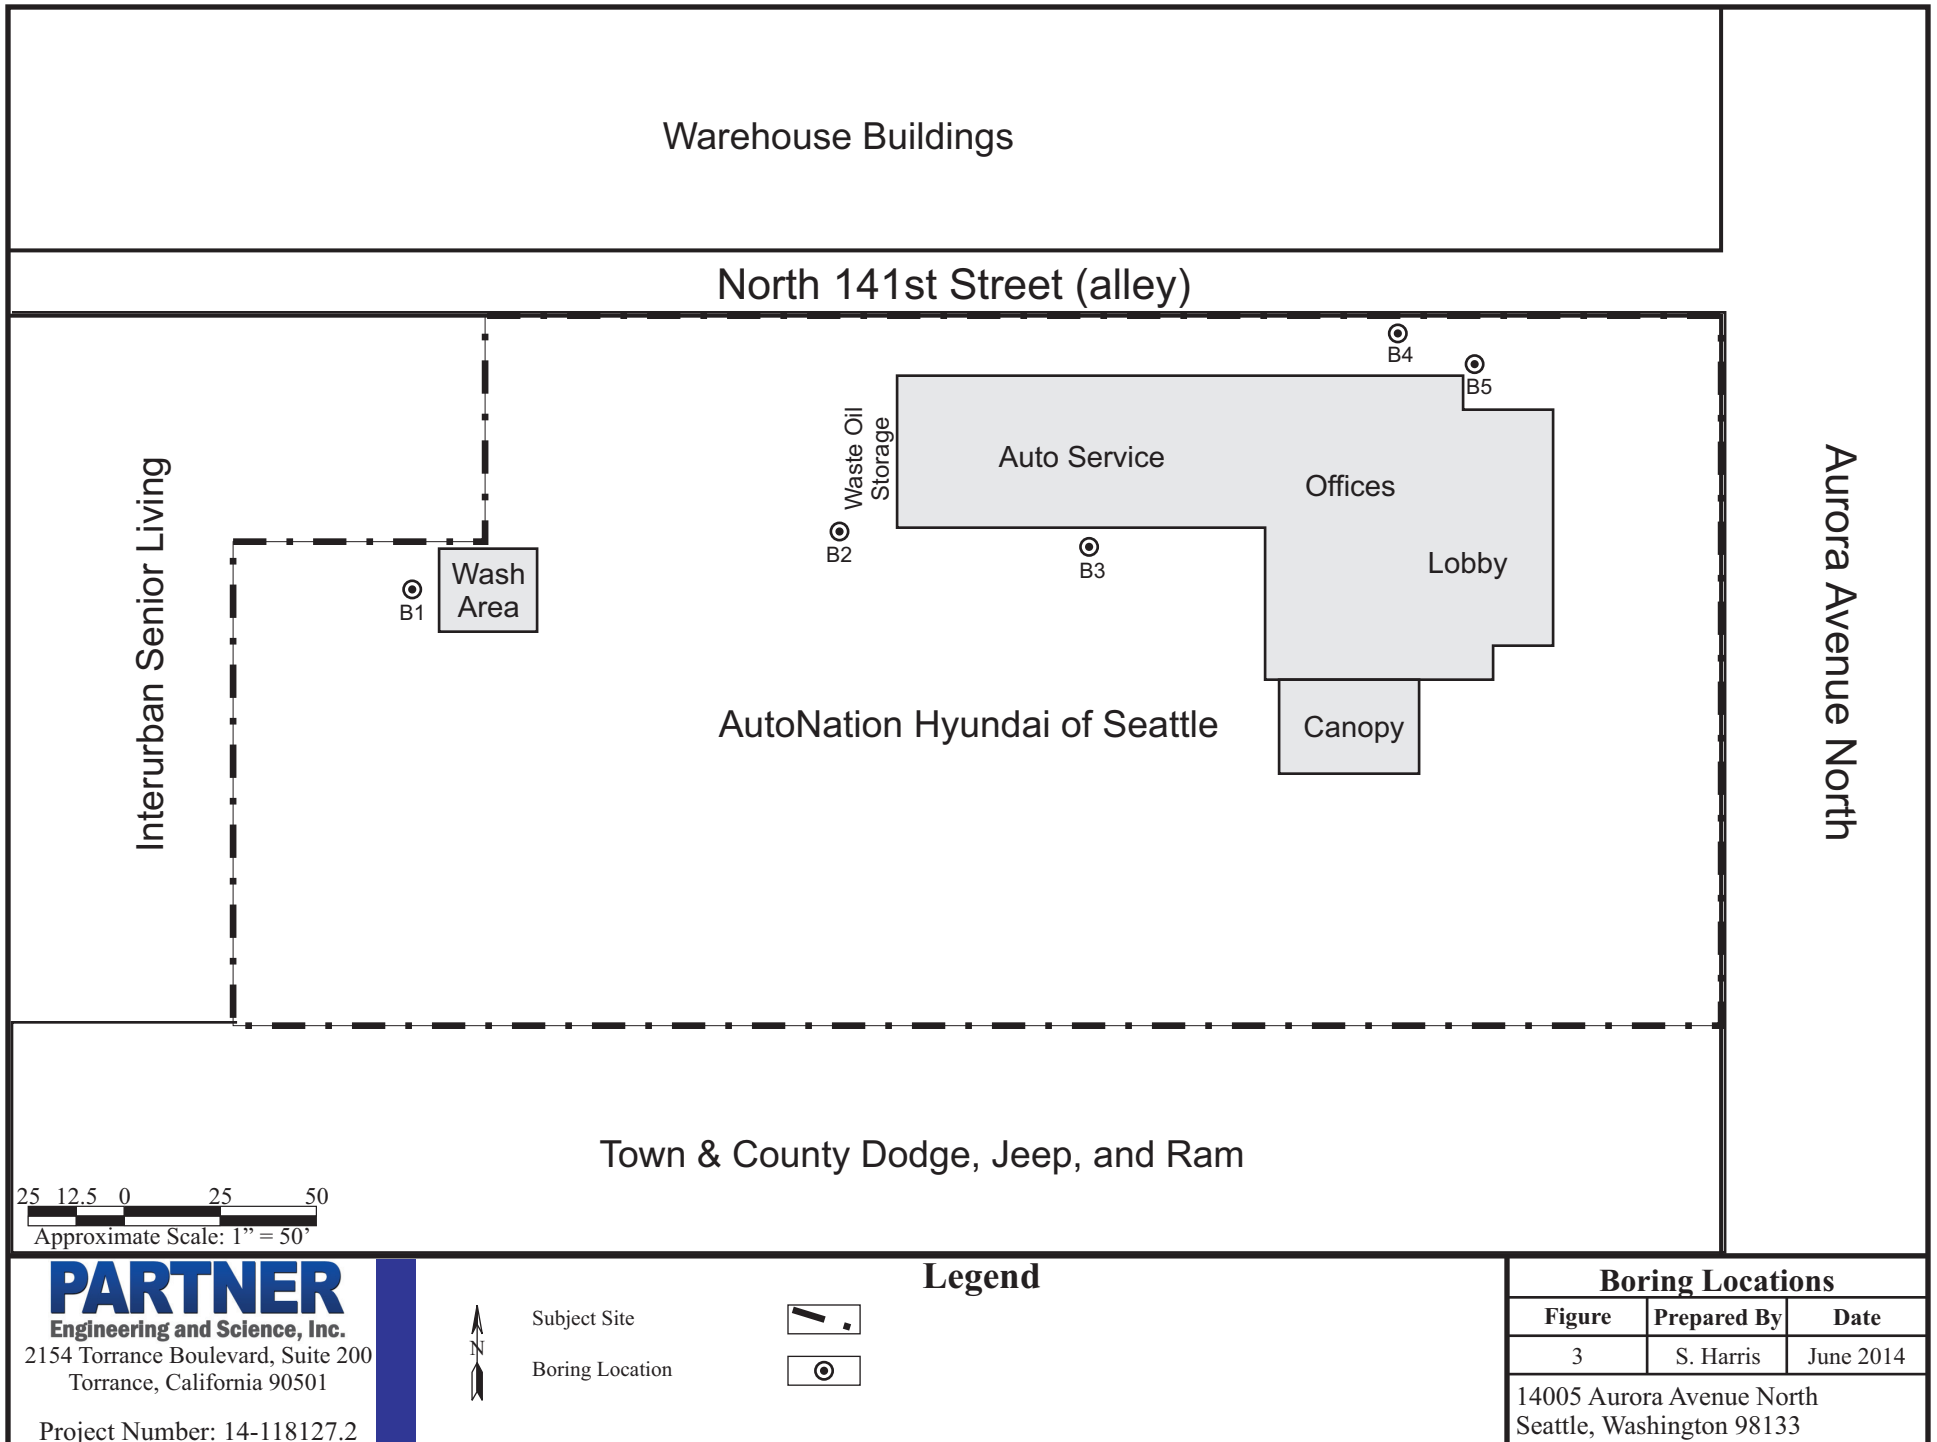 Warehouse Buildings
North 141st Street (alley)
B4
B5
Waste Oil
Storage
Auto Service
Offices
Interurban Senior Living
Aurora Avenue North
B2
B3
Lobby
Wash
Area
B1
AutoNation Hyundai of Seattle
Canopy
Town & County Dodge, Jeep, and Ram
25 12.5 0 25 50
Approximate Scale: 1” = 50’
PARTNER
Engineering and Science, Inc.
2154 Torrance Boulevard, Suite 200
Torrance, California 90501
Project Number: 14-118127.2
Legend
N
Subject Site
Boring Location
Boring Locations
Figure Prepared By Date
3 S. Harris June 2014
14005 Aurora Avenue North
Seattle, Washington 98133